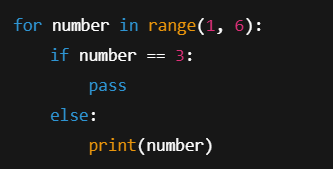 for number in range(1, 6):
    if number == 3:
        pass
    else:
        print(number)